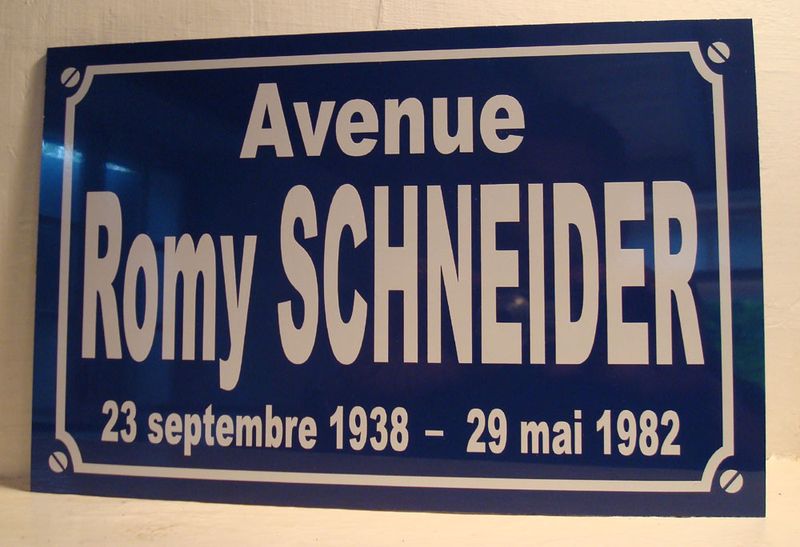 Avenue
Romy SCHNEIDER
23 septembre 1938 - 29 mai 1982